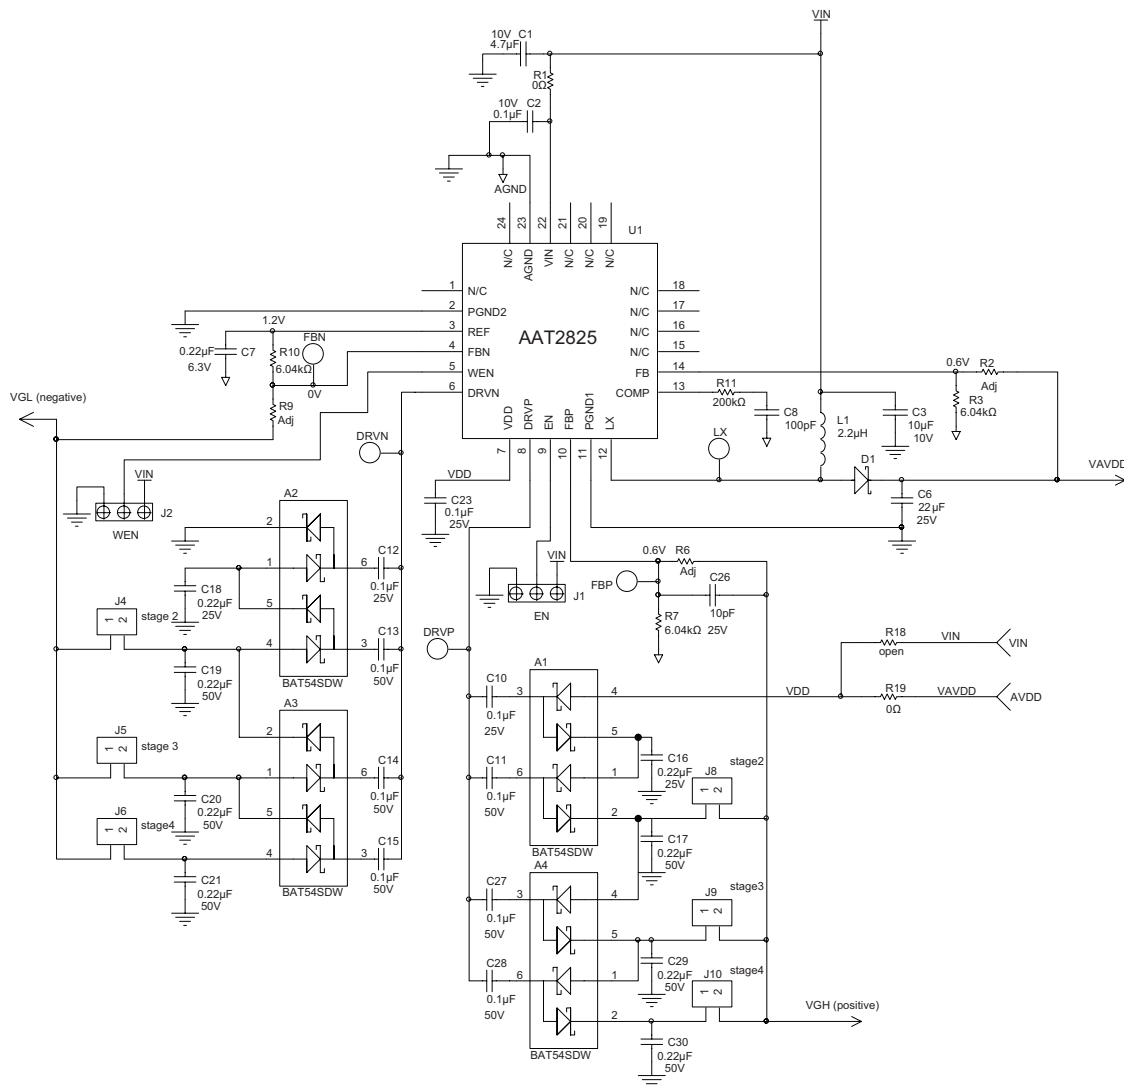 VIN
10V C1
4.7µF
R1
0Ω
10V C2
0.1µF
AGND
24 23 22 21 20 19
U1
N/C AGND VIN N/C N/C N/C
1 N/C
2 PGND2
3 REF
4 FBN
5 WEN
6 DRVN
AAT2825
N/C 18
N/C 17
N/C 16
N/C 15
FB 14
COMP 13
VDD DRVP EN FBP PGND1 LX
7 8 9 10 11 12
1.2V
FBN
0.22µF C7
6.3V
R10
6.04kΩ
0V
R9
Adj
VGL (negative)
DRVN
R11
200kΩ
C8
100pF
0.6V R2
Adj
R3
6.04kΩ
L1
2.2µH
C3
10µF
10V
LX
D1
VAVDD
C6
22µF
25V
VIN
J2
WEN
VDD
C23
0.1µF
25V
A2
2
1
5
4
6
3
BAT54SDW
C12
0.1µF
25V
C13
0.1µF
50V
C18
0.22µF
25V
J4
1 2
stage 2
C19
0.22µF
50V
A3
2
1
5
4
6
3
BAT54SDW
C14
0.1µF
50V
C15
0.1µF
50V
J5
1 2
stage 3
C20
0.22µF
50V
J6
1 2
stage4
C21
0.22µF
50V
VIN
J1
EN
0.6V R6
Adj
FBP
C26
10pF
25V
R7
6.04kΩ
DRVP
R18
open
VIN
VIN
VDD
R19
0Ω
VAVDD
AVDD
A1
3
6
4
5
1
2
BAT54SDW
C10
0.1µF
25V
C11
0.1µF
50V
C16
0.22µF
25V
J8
1 2
stage2
C17
0.22µF
50V
A4
3
6
4
5
1
2
BAT54SDW
C27
0.1µF
50V
C28
0.1µF
50V
J9
1 2
stage3
C29
0.22µF
50V
J10
1 2
stage4
C30
0.22µF
50V
VGH (positive)